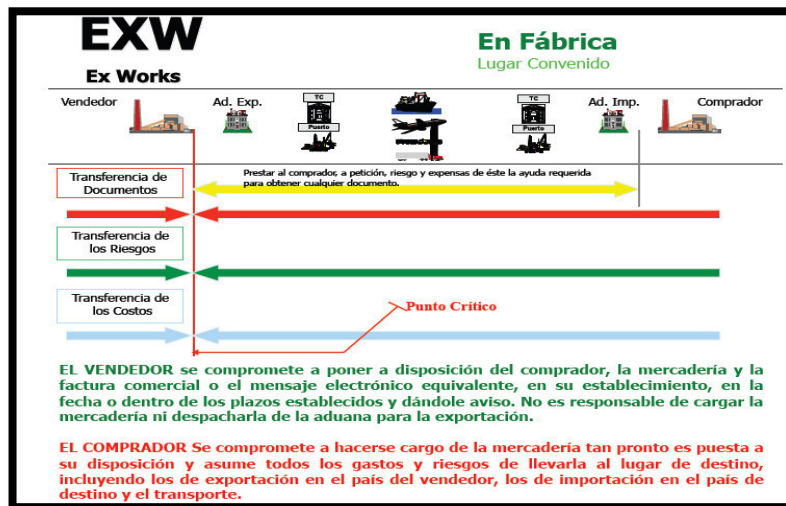 EXW
En Fábrica
Lugar Convenido
Ex Works
Vendedor
Ad. Exp.
TC
TC
Ad. Imp.
Comprador
Puerto
Puerto
Transferencia de
Documentos
Prestar al comprador, a petición, riesgo y expensas de éste la ayuda requerida
para obtener cualquier documento.
Transferencia de
los Riesgos
Transferencia de
los Costos
Punto Crítico
EL VENDEDOR se compromete a poner a disposición del comprador, la mercadería y la
factura comercial o el mensaje electrónico equivalente, en su establecimiento, en la
fecha o dentro de los plazos establecidos y dándole aviso. No es responsable de cargar la
mercadería ni despacharla de la aduana para la exportación.
EL COMPRADOR Se compromete a hacerse cargo de la mercadería tan pronto es puesta a
su disposición y asume todos los gastos y riesgos de llevarla al lugar de destino,
incluyendo los de exportación en el país del vendedor, los de importación en el país de
destino y el transporte.